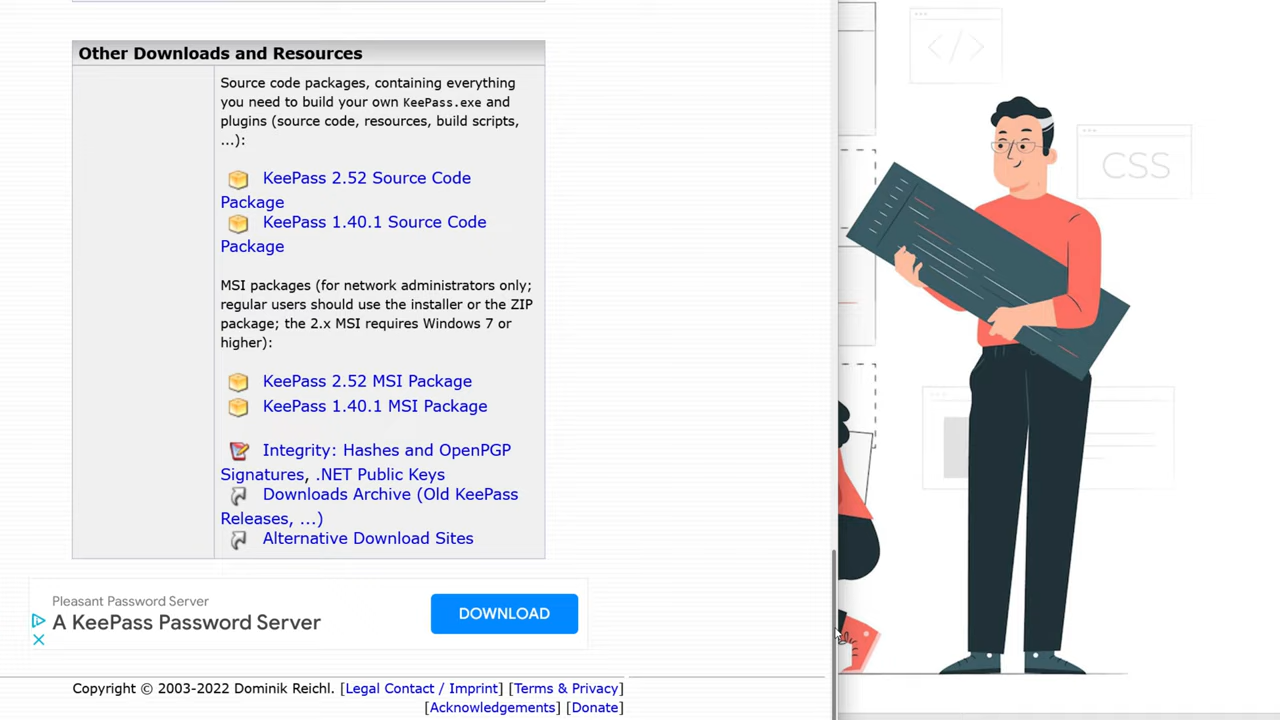 Other Downloads and Resources
Source code packages, containing everything
you need to build your own KeePass.exe and
plugins (source code, resources, build scripts,
...):
KeePass 2.52 Source Code
Package
KeePass 1.40.1 Source Code
Package
MSI packages (for network administrators only;
regular users should use the installer or the ZIP
package; the 2.x MSI requires Windows 7 or
higher):
KeePass 2.52 MSI Package
KeePass 1.40.1 MSI Package
Integrity: Hashes and OpenPGP
Signatures, .NET Public Keys
Downloads Archive (Old KeePass
Releases, ...)
Alternative Download Sites
Pleasant Password Server
A KeePass Password Server
DOWNLOAD
Copyright © 2003-2022 Dominik Reichl. [Legal Contact / Imprint] [Terms & Privacy]
[Acknowledgements] [Donate]
</>
CSS